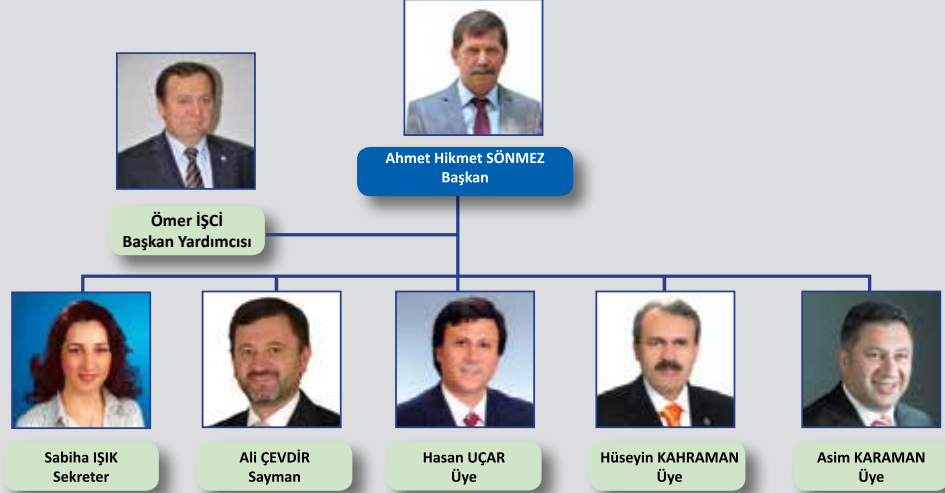 Ahmet Hikmet SÖNMEZ
Başkan
Ömer İŞCİ
Başkan Yardımcısı
Sabiha IŞIK
Sekreter
Ali ÇEVDİR
Sayman
Hasan UÇAR
Üye
Hüseyin KAHRAMAN
Üye
Asim KARAMAN
Üye